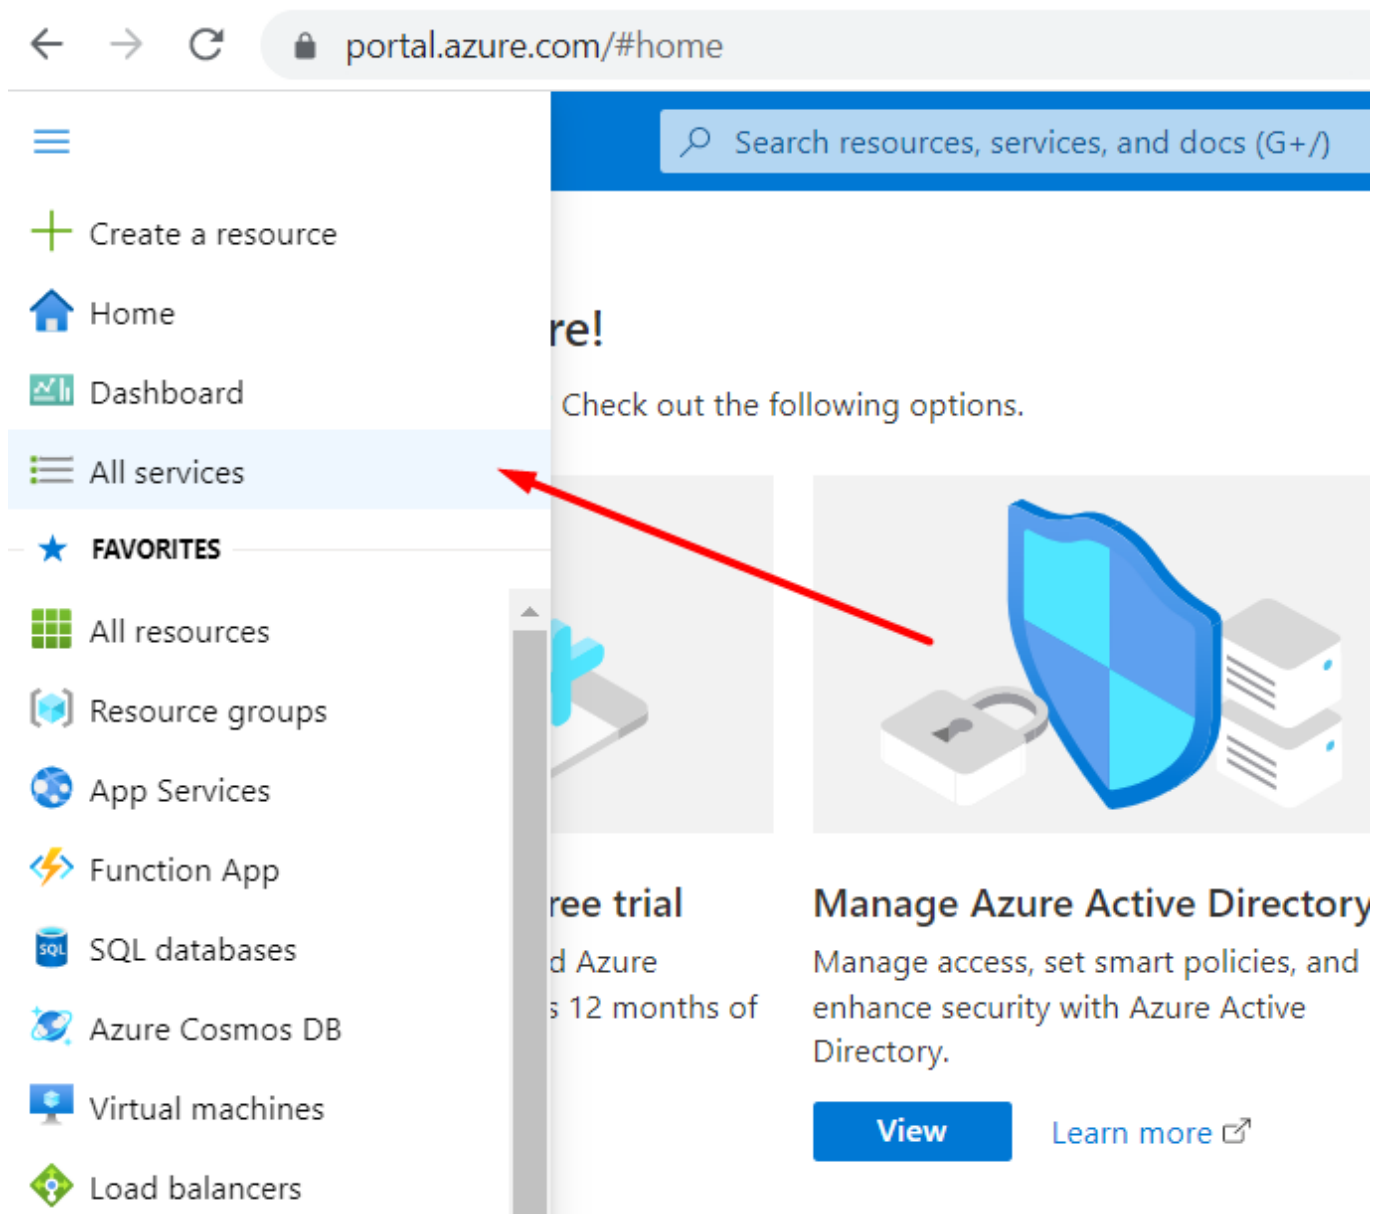 portal.azure.com/#home
Search resources, services, and docs (G+/)
Create a resource
Home
Dashboard
All services
FAVORITES
All resources
Resource groups
App Services
Function App
SQL
SQL databases
Azure Cosmos DB
Virtual machines
Load balancers
re!
Check out the following options.
ree trial
d Azure
s 12 months of
Manage Azure Active Directory
Manage access, set smart policies, and
enhance security with Azure Active
Directory.
View
Learn more